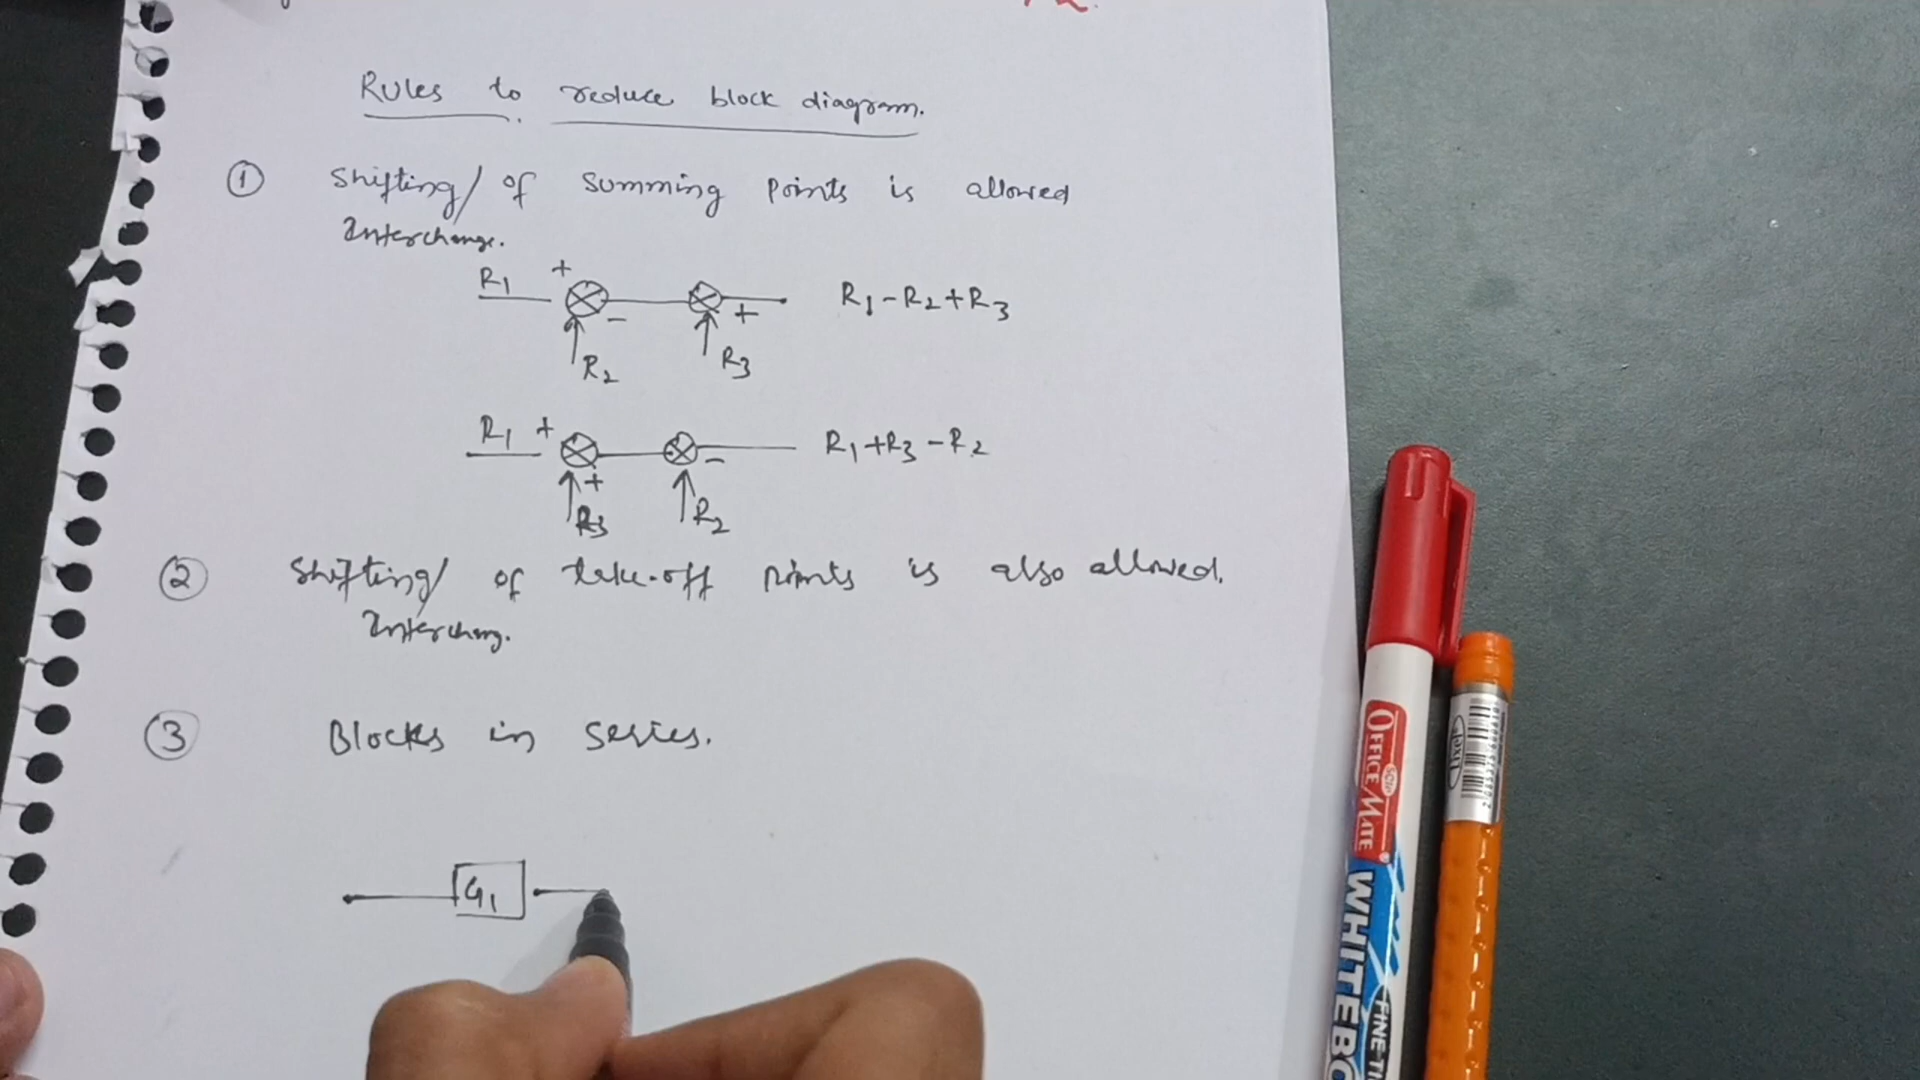 Rules to reduce block diagram.
① Shifting/ of summing points is allowed
Interchange.
R1 + - R1-R2+R3
+
R2 R3
R1 + - R1+R3-R2
+
R3 R2
② Shifting/ of take-off points is also allowed.
Interchang.
③ Blocks in series.
G1
OFFICE MATE
WHITEBO
FINE-TI